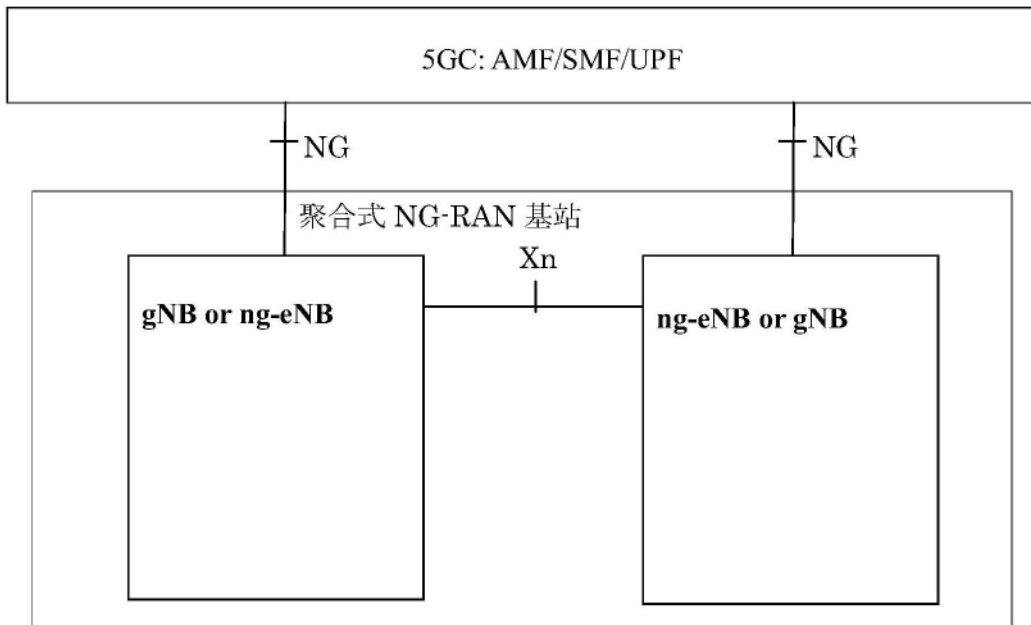 5GC: AMF/SMF/UPF
NG
NG
聚合式 NG-RAN 基站
Xn
gNB or ng-eNB
ng-eNB or gNB